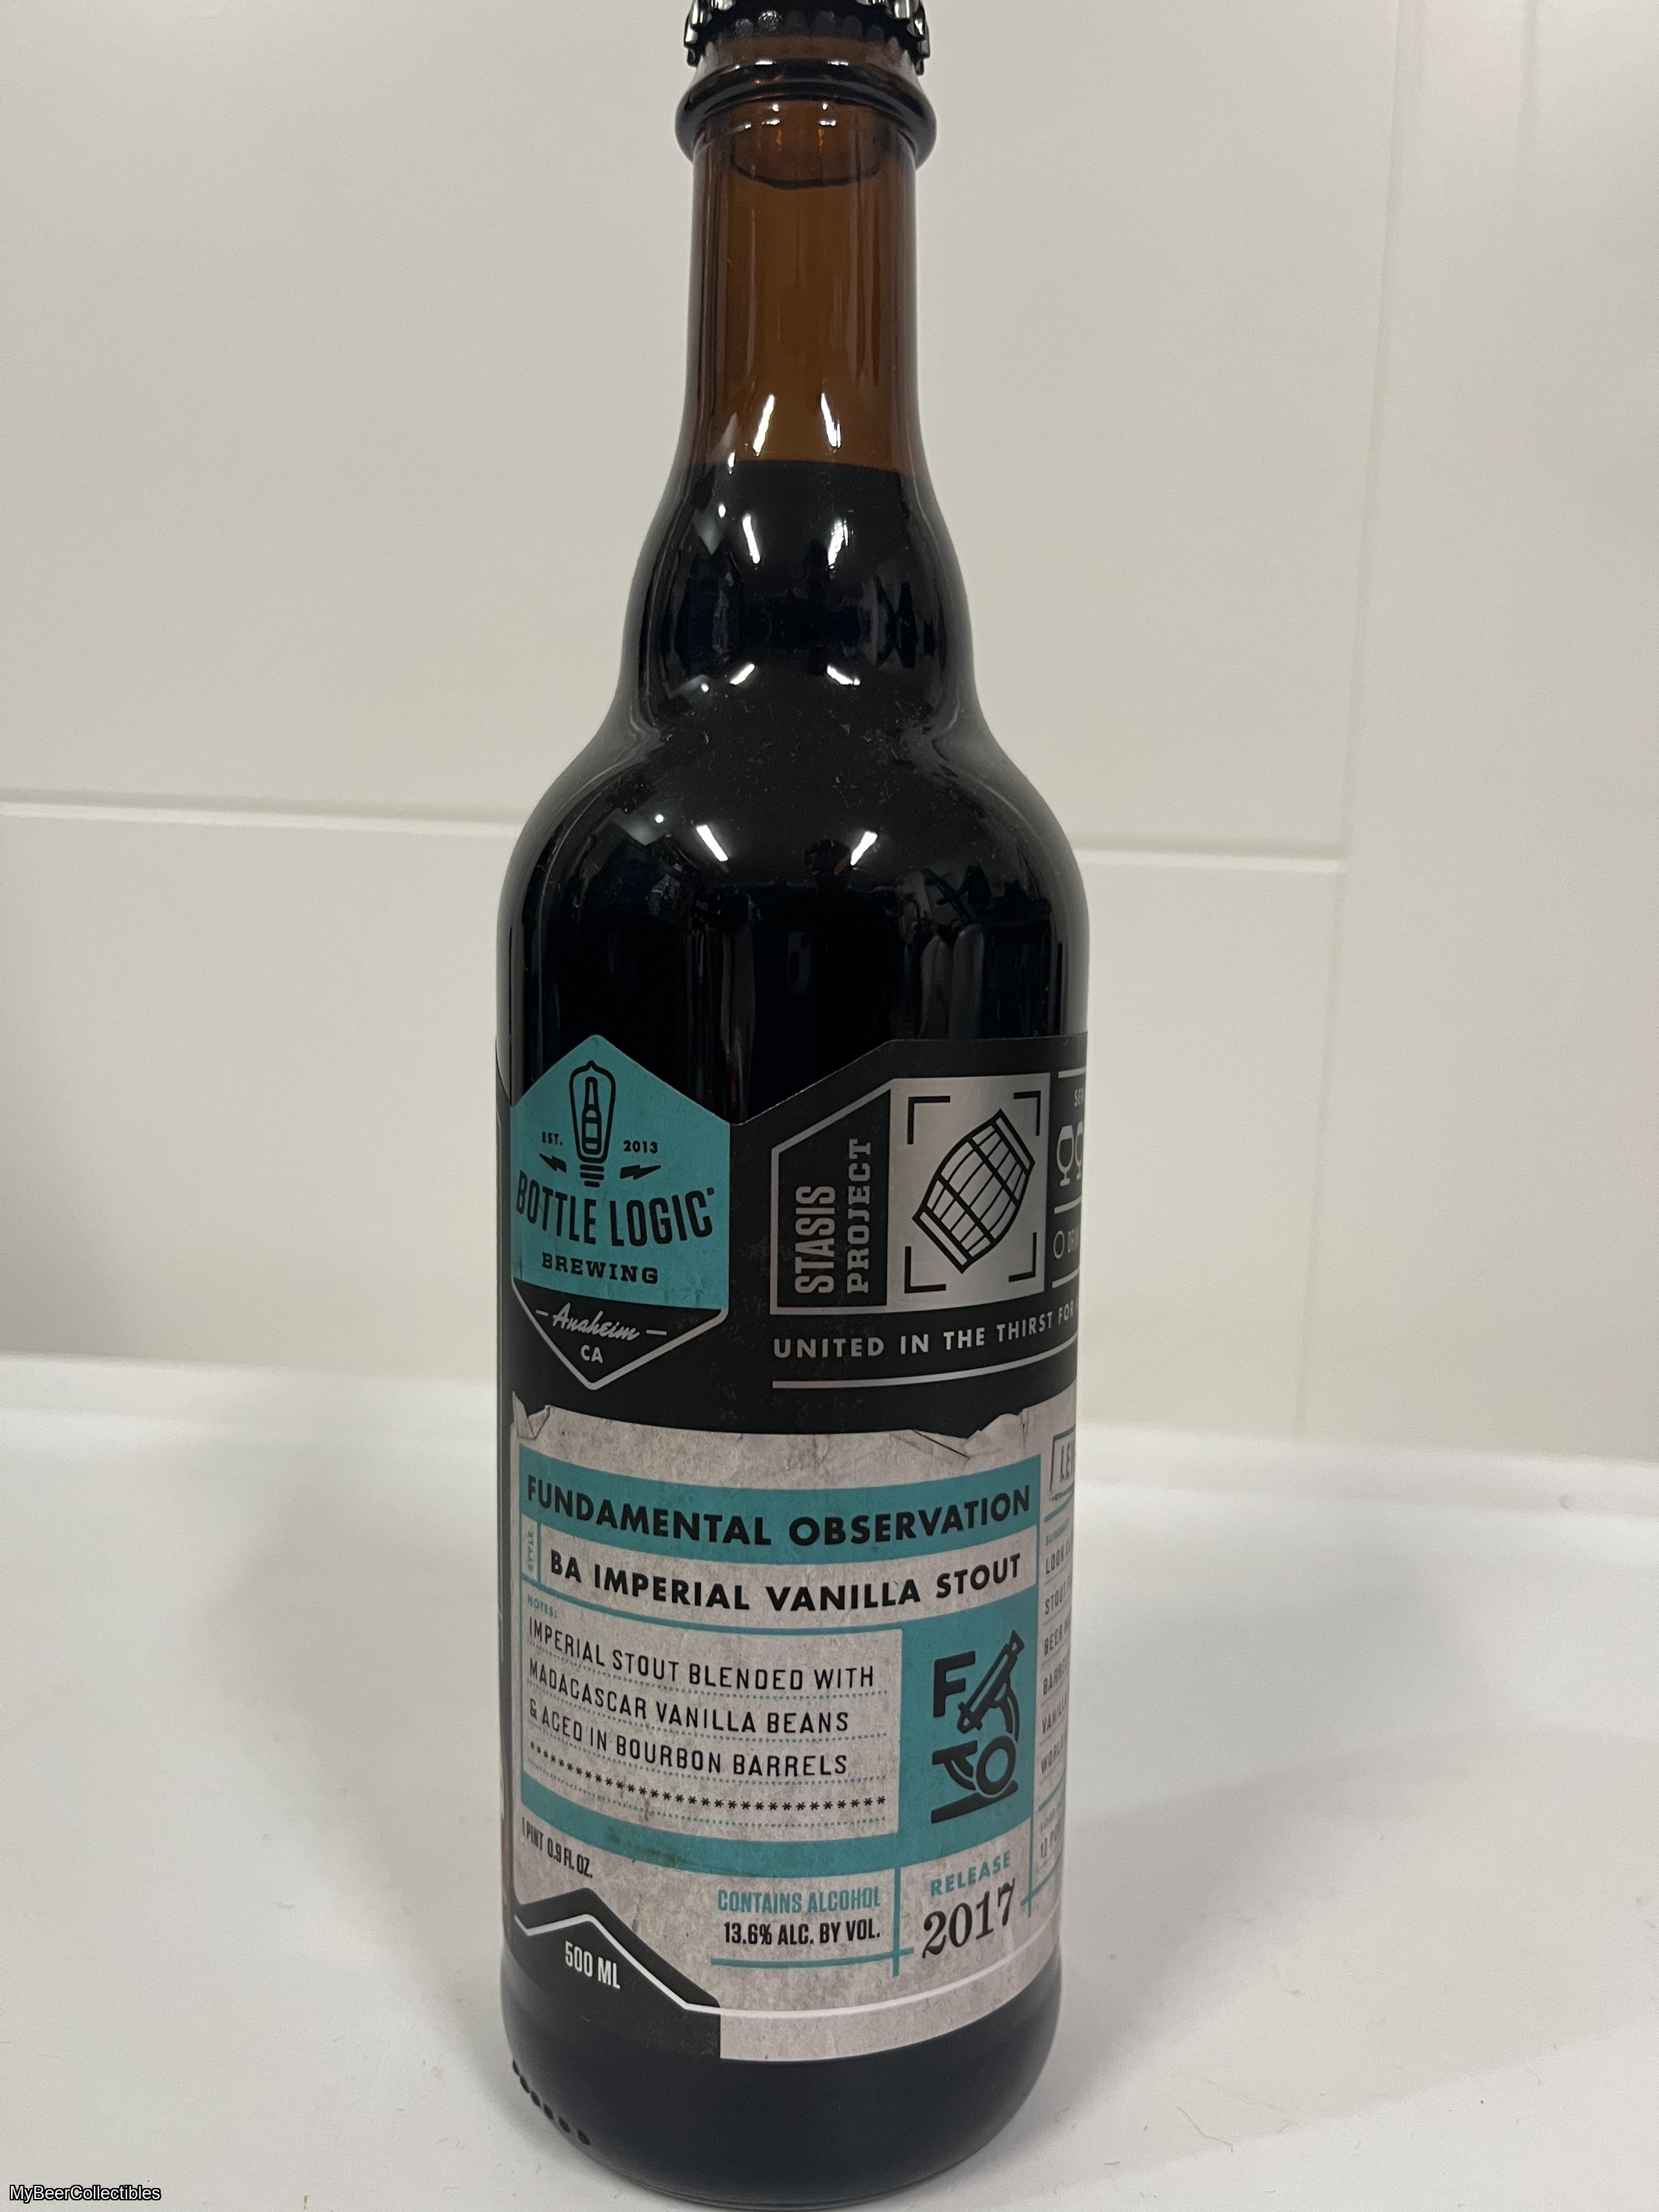 EST. 2013
BOTTLE LOGIC
BREWING
Anaheim
CA
STASIS
PROJECT
UNITED IN THE THIRST FOR
FUNDAMENTAL OBSERVATION
STYLE
BA IMPERIAL VANILLA STOUT
NOTES:
IMPERIAL STOUT BLENDED WITH
MADAGASCAR VANILLA BEANS
& AGED IN BOURBON BARRELS
********************************
FO
1 PINT 0.9 FL. OZ.
CONTAINS ALCOHOL
13.6% ALC. BY VOL.
RELEASE
2017
500 ML
MyBeerCollectibles